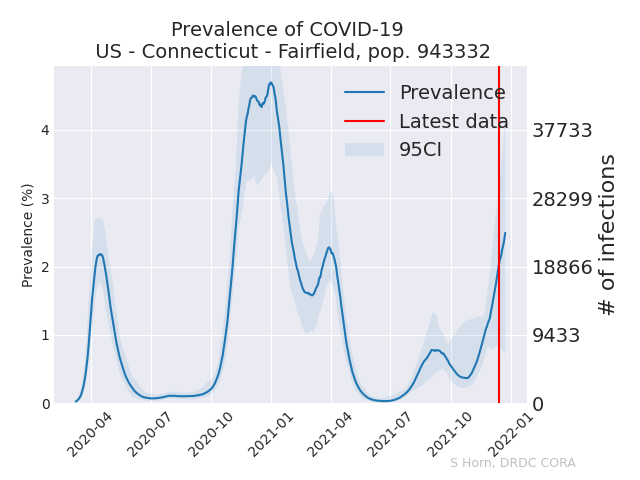 Prevalence of COVID-19
US - Connecticut - Fairfield, pop. 943332
Prevalence
Latest data
95CI
Prevalence (%)
4
3
2
1
0
37733
28299
18866
9433
0
# of infections
2020-04
2020-07
2020-10
2021-01
2021-04
2021-07
2021-10
2022-01
S Horn, DRDC CORA